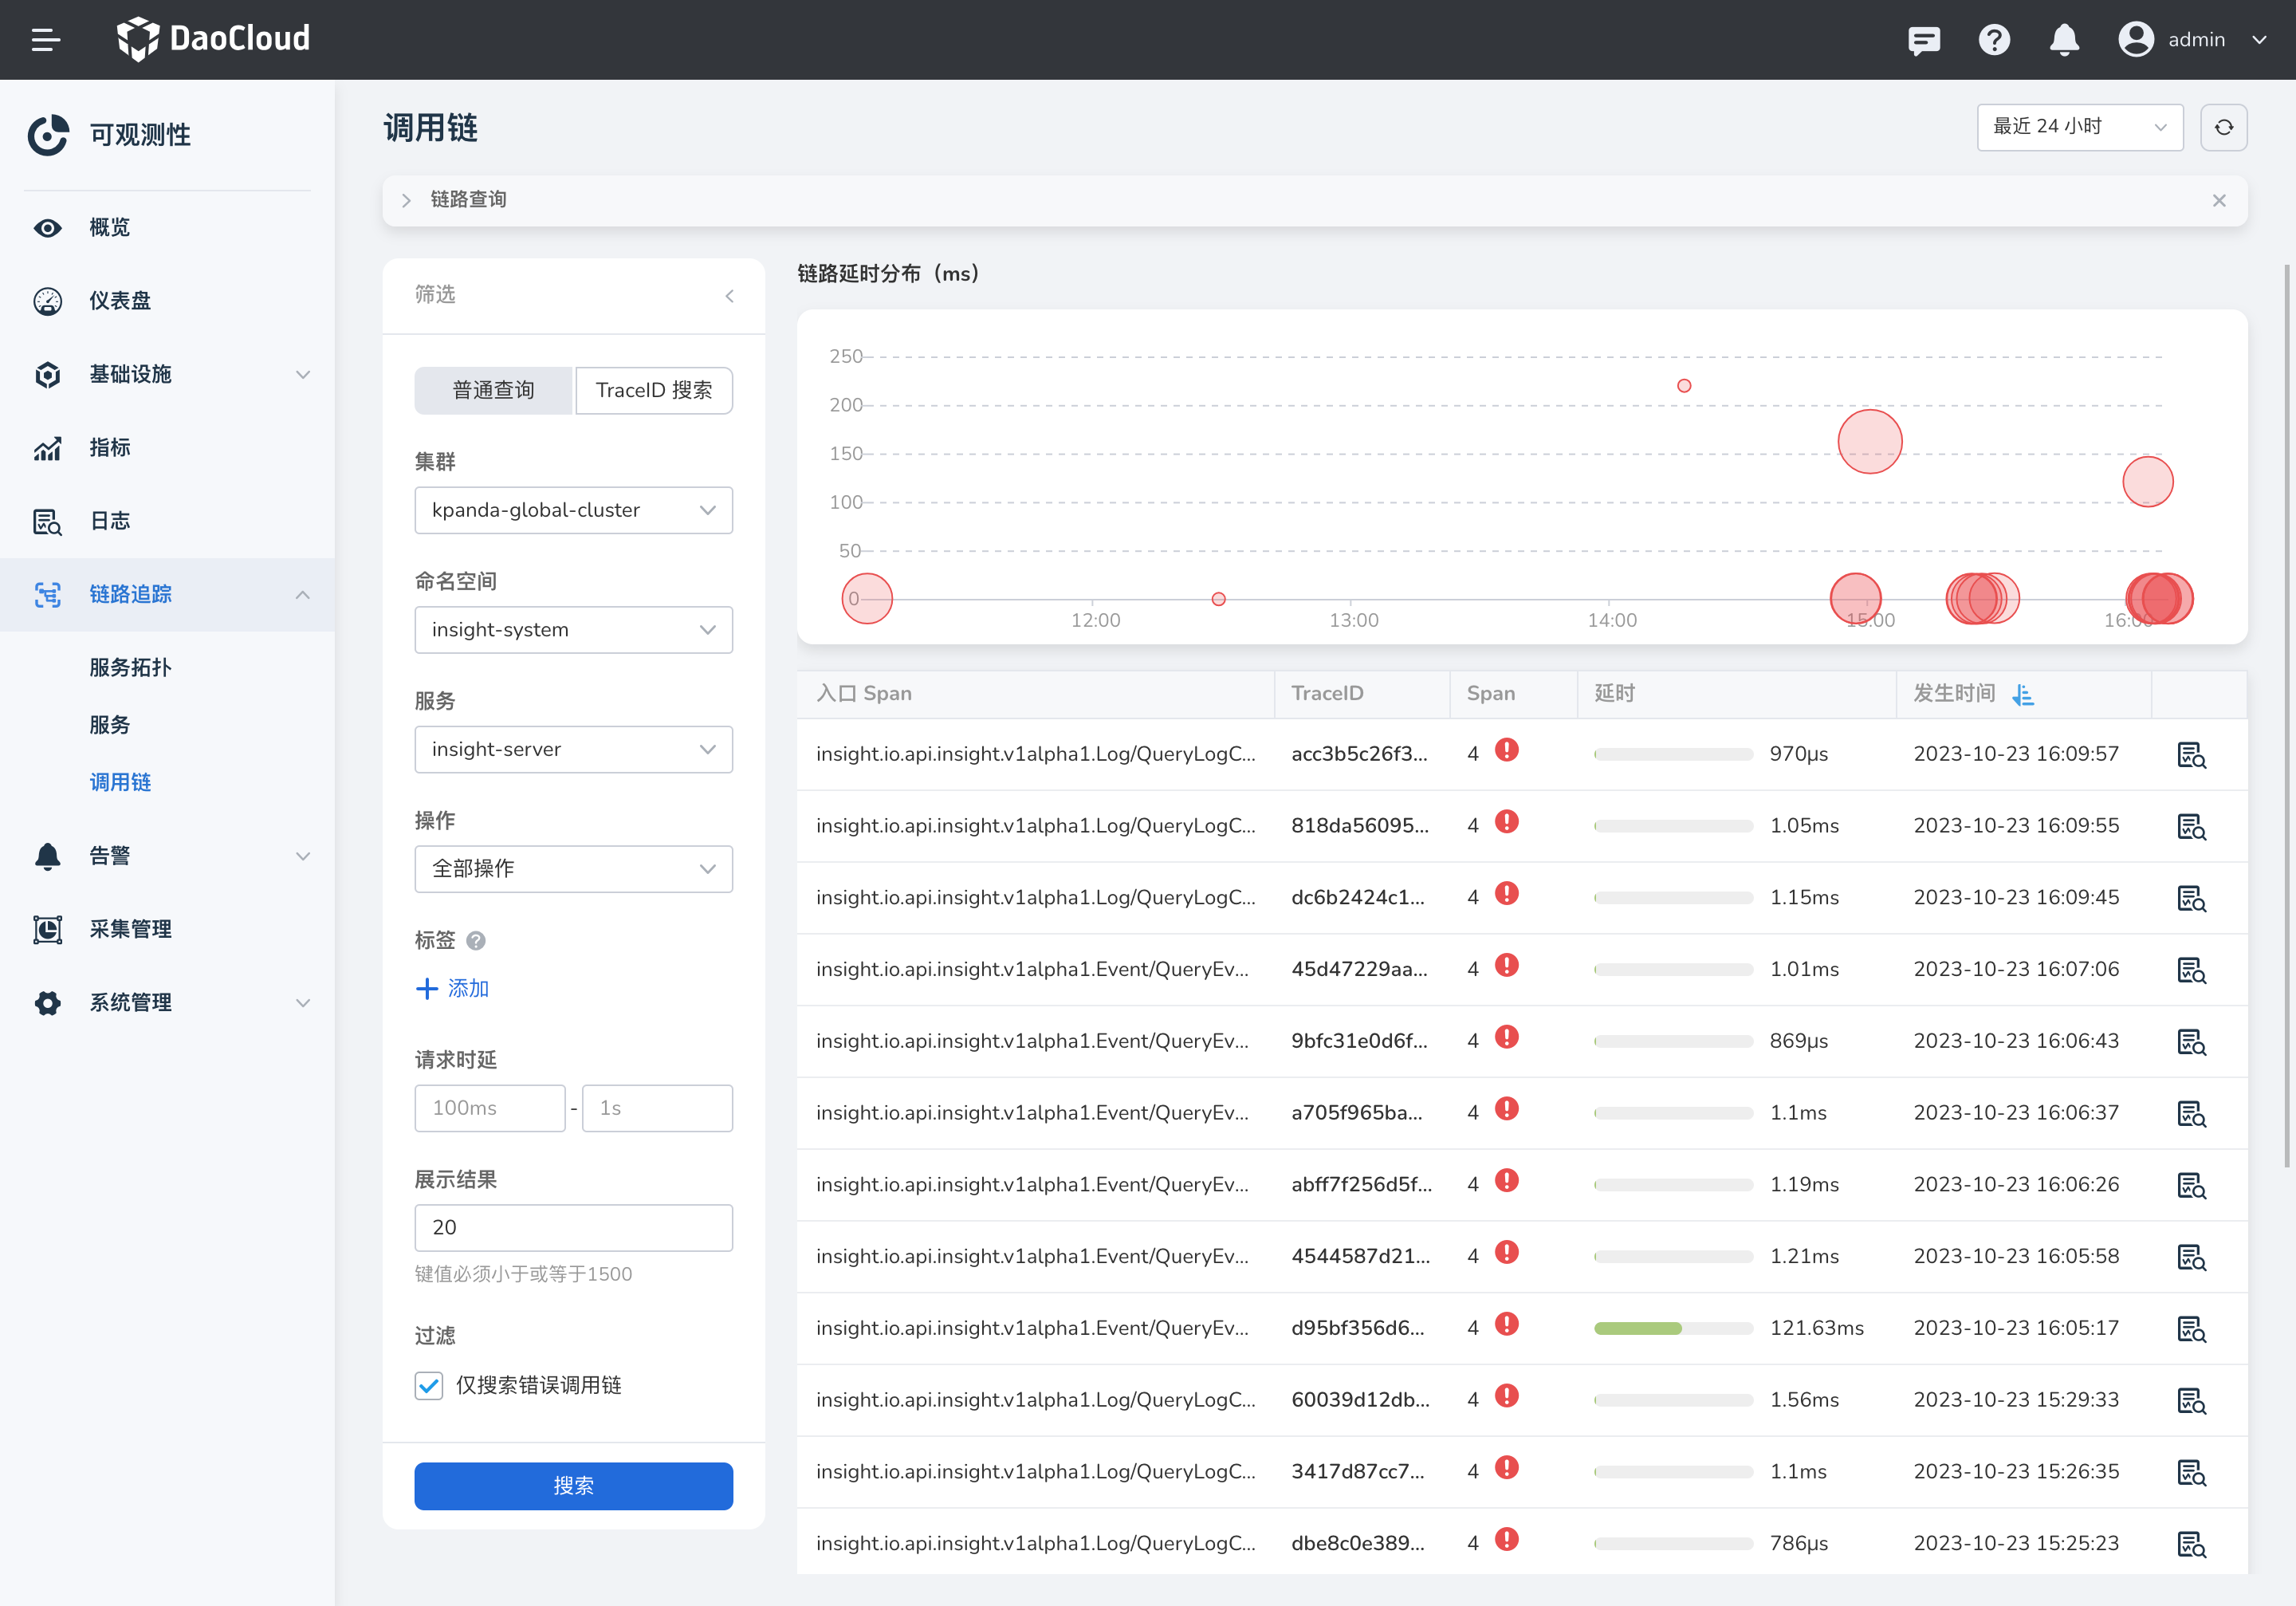 DaoCloud
admin
可观测性
概览
仪表盘
基础设施
指标
日志
链路追踪
服务拓扑
服务
调用链
告警
采集管理
系统管理
调用链
最近 24 小时
链路查询
筛选
普通查询
TraceID 搜索
集群
kpanda-global-cluster
命名空间
insight-system
服务
insight-server
操作
全部操作
标签
添加
请求时延
100ms - 1s
展示结果
20
键值必须小于或等于1500
过滤
仅搜索错误调用链
搜索
链路延时分布（ms）
250
200
150
100
50
0
12:00 13:00 14:00 15:00 16:00
入口 Span TraceID Span 延时 发生时间
insight.io.api.insight.v1alpha1.Log/QueryLogC... acc3b5c26f3... 4 970μs 2023-10-23 16:09:57
insight.io.api.insight.v1alpha1.Log/QueryLogC... 818da56095... 4 1.05ms 2023-10-23 16:09:55
insight.io.api.insight.v1alpha1.Log/QueryLogC... dc6b2424c1... 4 1.15ms 2023-10-23 16:09:45
insight.io.api.insight.v1alpha1.Event/QueryEv... 45d47229aa... 4 1.01ms 2023-10-23 16:07:06
insight.io.api.insight.v1alpha1.Event/QueryEv... 9bfc31e0d6f... 4 869μs 2023-10-23 16:06:43
insight.io.api.insight.v1alpha1.Event/QueryEv... a705f965ba... 4 1.1ms 2023-10-23 16:06:37
insight.io.api.insight.v1alpha1.Event/QueryEv... abff7f256d5f... 4 1.19ms 2023-10-23 16:06:26
insight.io.api.insight.v1alpha1.Event/QueryEv... 4544587d21... 4 1.21ms 2023-10-23 16:05:58
insight.io.api.insight.v1alpha1.Event/QueryEv... d95bf356d6... 4 121.63ms 2023-10-23 16:05:17
insight.io.api.insight.v1alpha1.Log/QueryLogC... 60039d12db... 4 1.56ms 2023-10-23 15:29:33
insight.io.api.insight.v1alpha1.Log/QueryLogC... 3417d87cc7... 4 1.1ms 2023-10-23 15:26:35
insight.io.api.insight.v1alpha1.Log/QueryLogC... dbe8c0e389... 4 786μs 2023-10-23 15:25:23